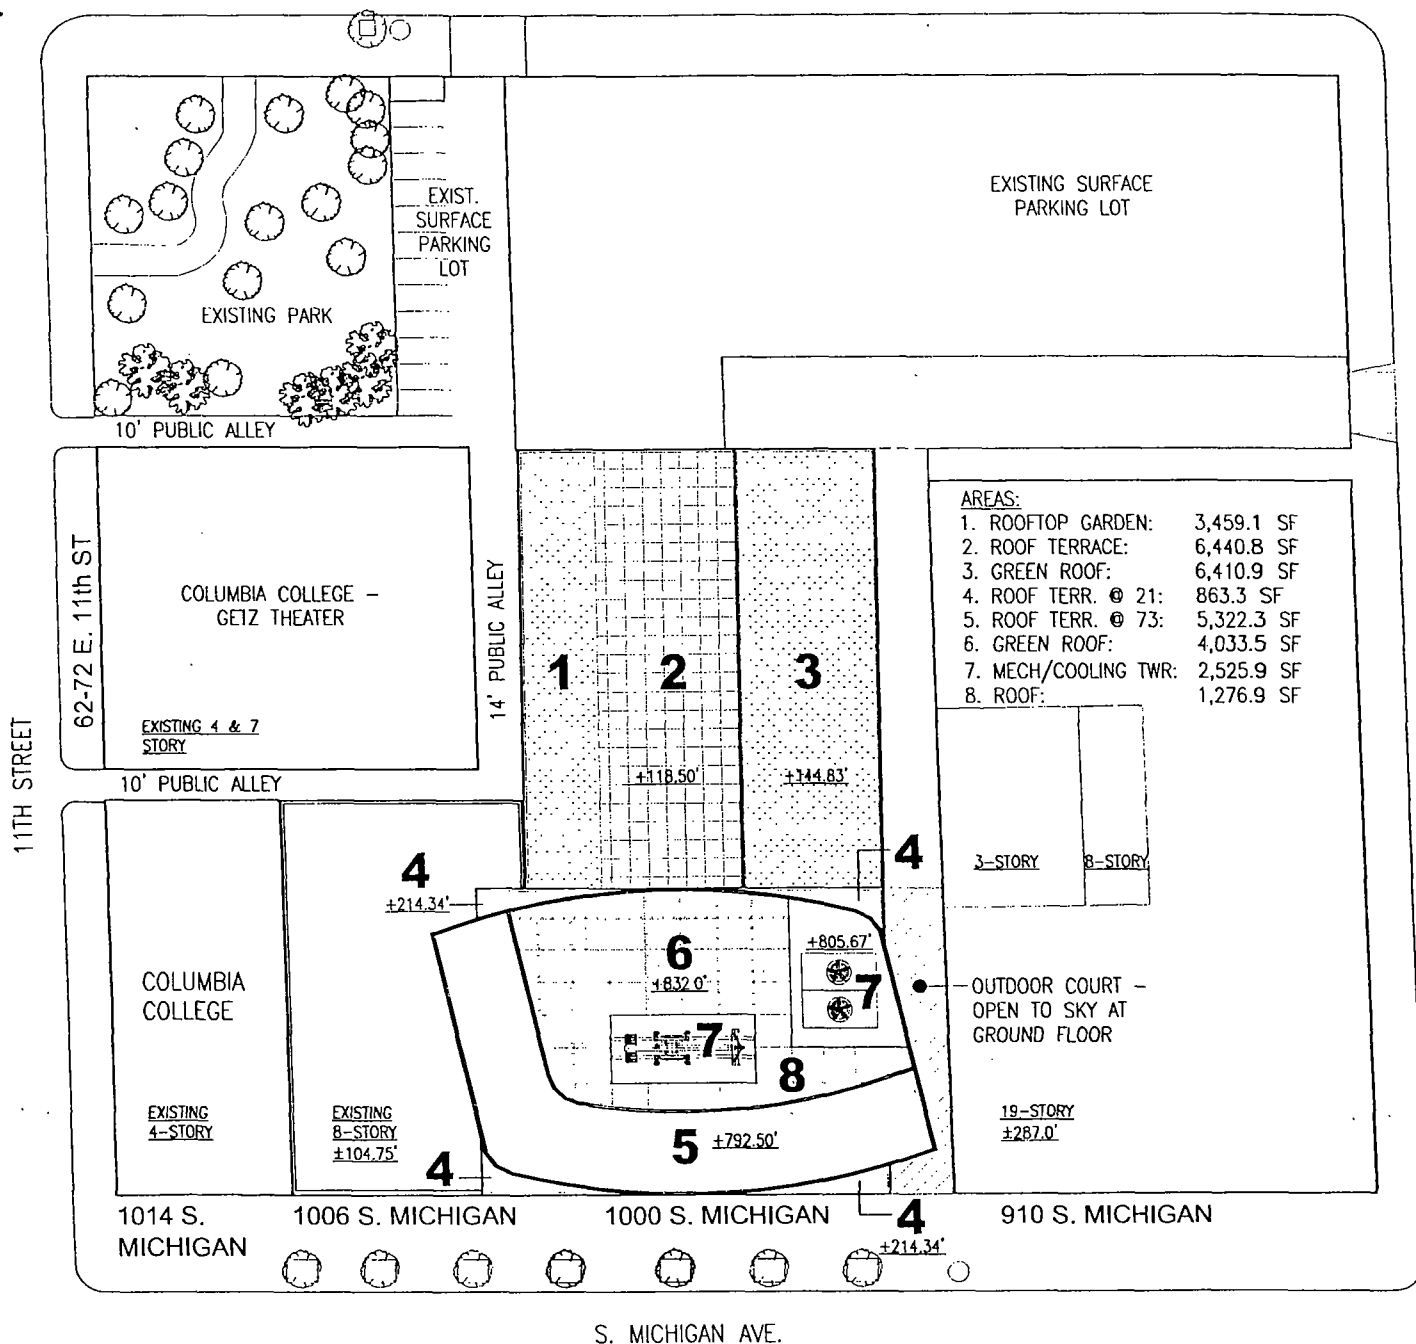 EXISTING SURFACE
PARKING LOT
EXIST.
SURFACE
PARKING
LOT
EXISTING PARK
10' PUBLIC ALLEY
AREAS:
1. ROOFTOP GARDEN: 3,459.1 SF
2. ROOF TERRACE: 6,440.8 SF
3. GREEN ROOF: 6,410.9 SF
4. ROOF TERR. @ 21: 863.3 SF
5. ROOF TERR. @ 73: 5,322.3 SF
6. GREEN ROOF: 4,033.5 SF
7. MECH/COOLING TWR: 2,525.9 SF
8. ROOF: 1,276.9 SF
62-72 E. 11th ST
COLUMBIA COLLEGE –
GETZ THEATER
EXISTING 4 & 7
STORY
14' PUBLIC ALLEY
1
2
3
+118.50'
+144.83'
11TH STREET
10' PUBLIC ALLEY
4
+214.34'
4
3-STORY
8-STORY
6
+832.0'
+805.67'
7
7
8
OUTDOOR COURT –
OPEN TO SKY AT
GROUND FLOOR
COLUMBIA
COLLEGE
EXISTING
4-STORY
EXISTING
8-STORY
±104.75'
5
+792.50'
19-STORY
±287.0'
4
4
+214.34'
1014 S.
MICHIGAN
1006 S. MICHIGAN
1000 S. MICHIGAN
910 S. MICHIGAN
S. MICHIGAN AVE.